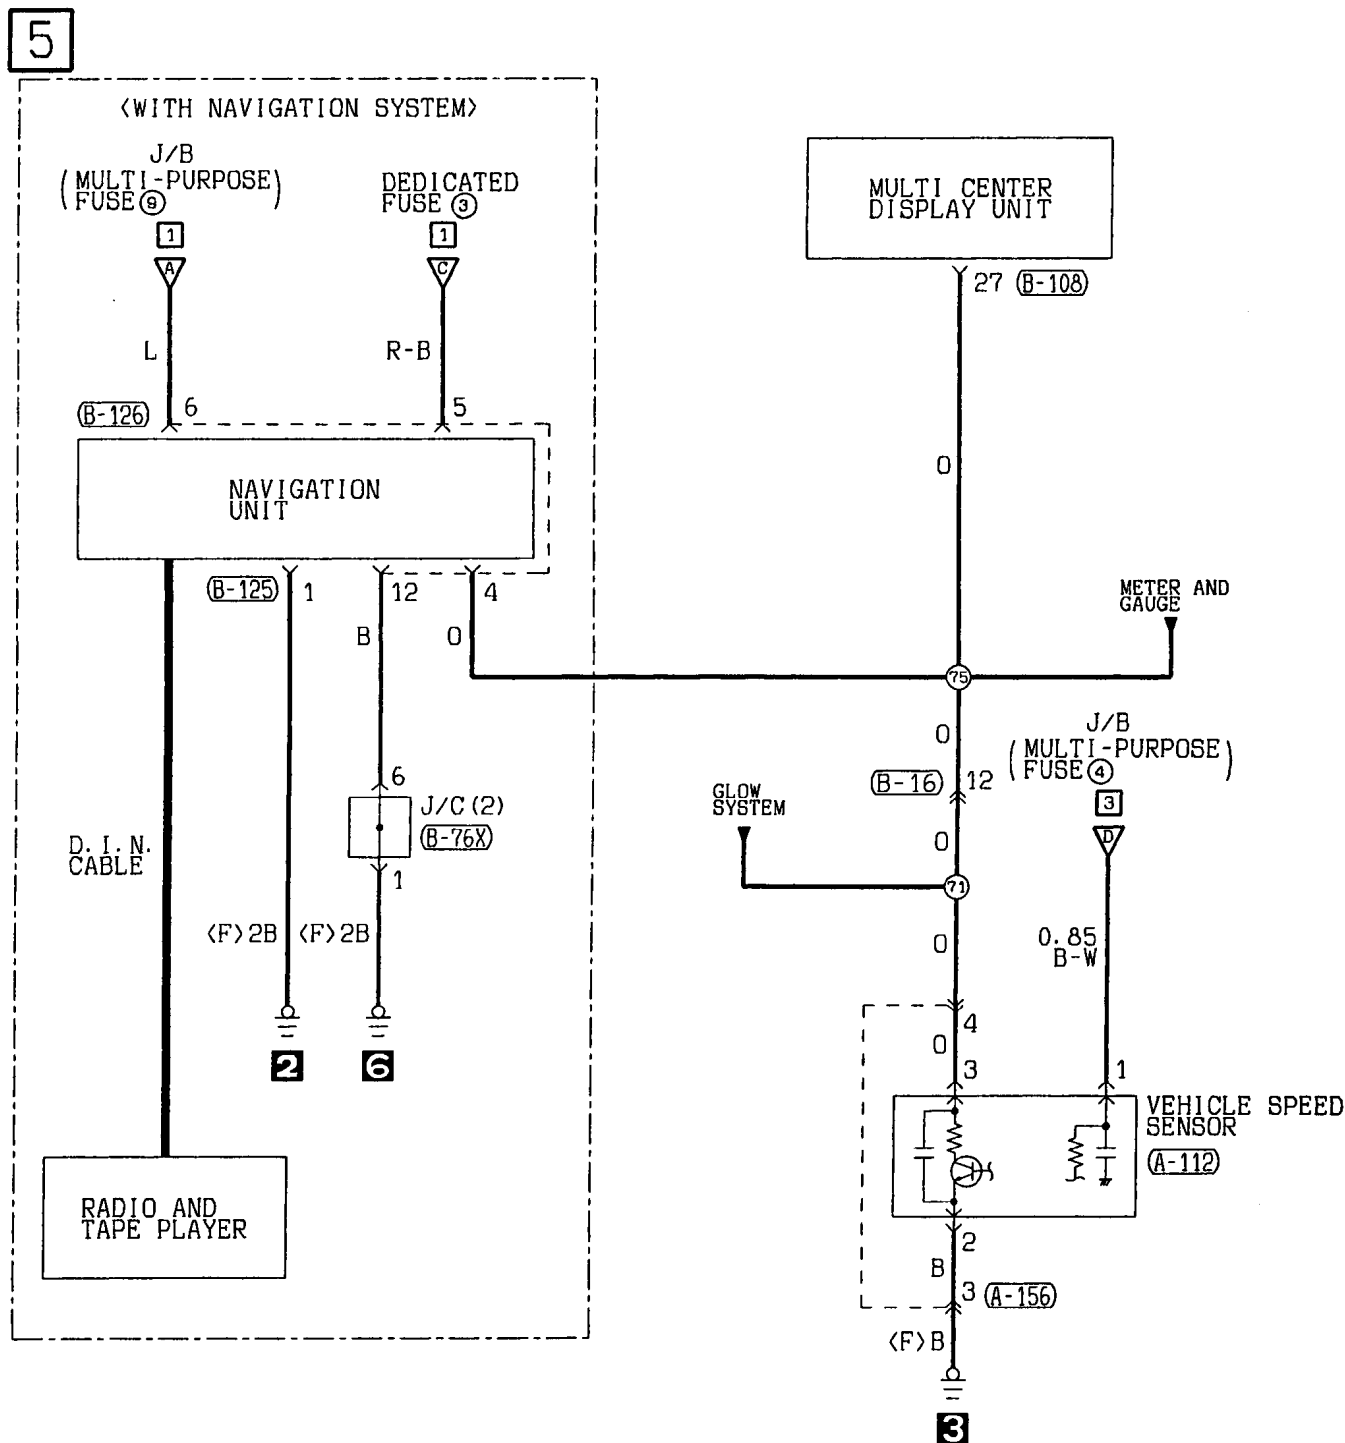 5
<WITH NAVIGATION SYSTEM>
J/B
(MULTI-PURPOSE)
FUSE 9
1
A
DEDICATED
FUSE 3
1
C
L
R-B
B-126
6
5
NAVIGATION
UNIT
B-125
1
12
4
B
O
6
J/C(2)
B-76X
1
D.I.N.
CABLE
<F>2B
<F>2B
2
6
RADIO AND
TAPE PLAYER
MULTI CENTER
DISPLAY UNIT
27
B-108
O
METER AND
GAUGE
75
O
B-16
12
J/B
(MULTI-PURPOSE)
FUSE 4
3
D
GLOW
SYSTEM
O
71
O
0.85
B-W
4
O
3
1
VEHICLE SPEED
SENSOR
A-112
2
B
3
A-156
<F>B
3